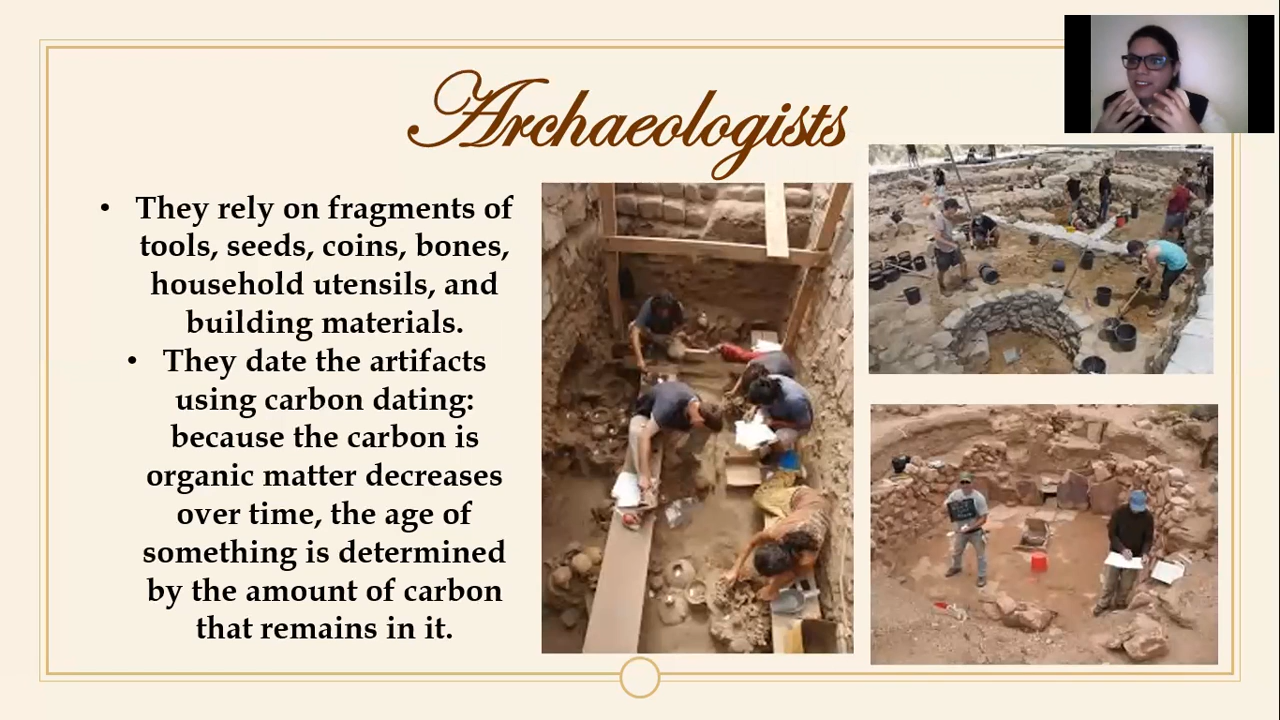 Archaeologists
• They rely on fragments of
tools, seeds, coins, bones,
household utensils, and
building materials.
• They date the artifacts
using carbon dating:
because the carbon is
organic matter decreases
over time, the age of
something is determined
by the amount of carbon
that remains in it.